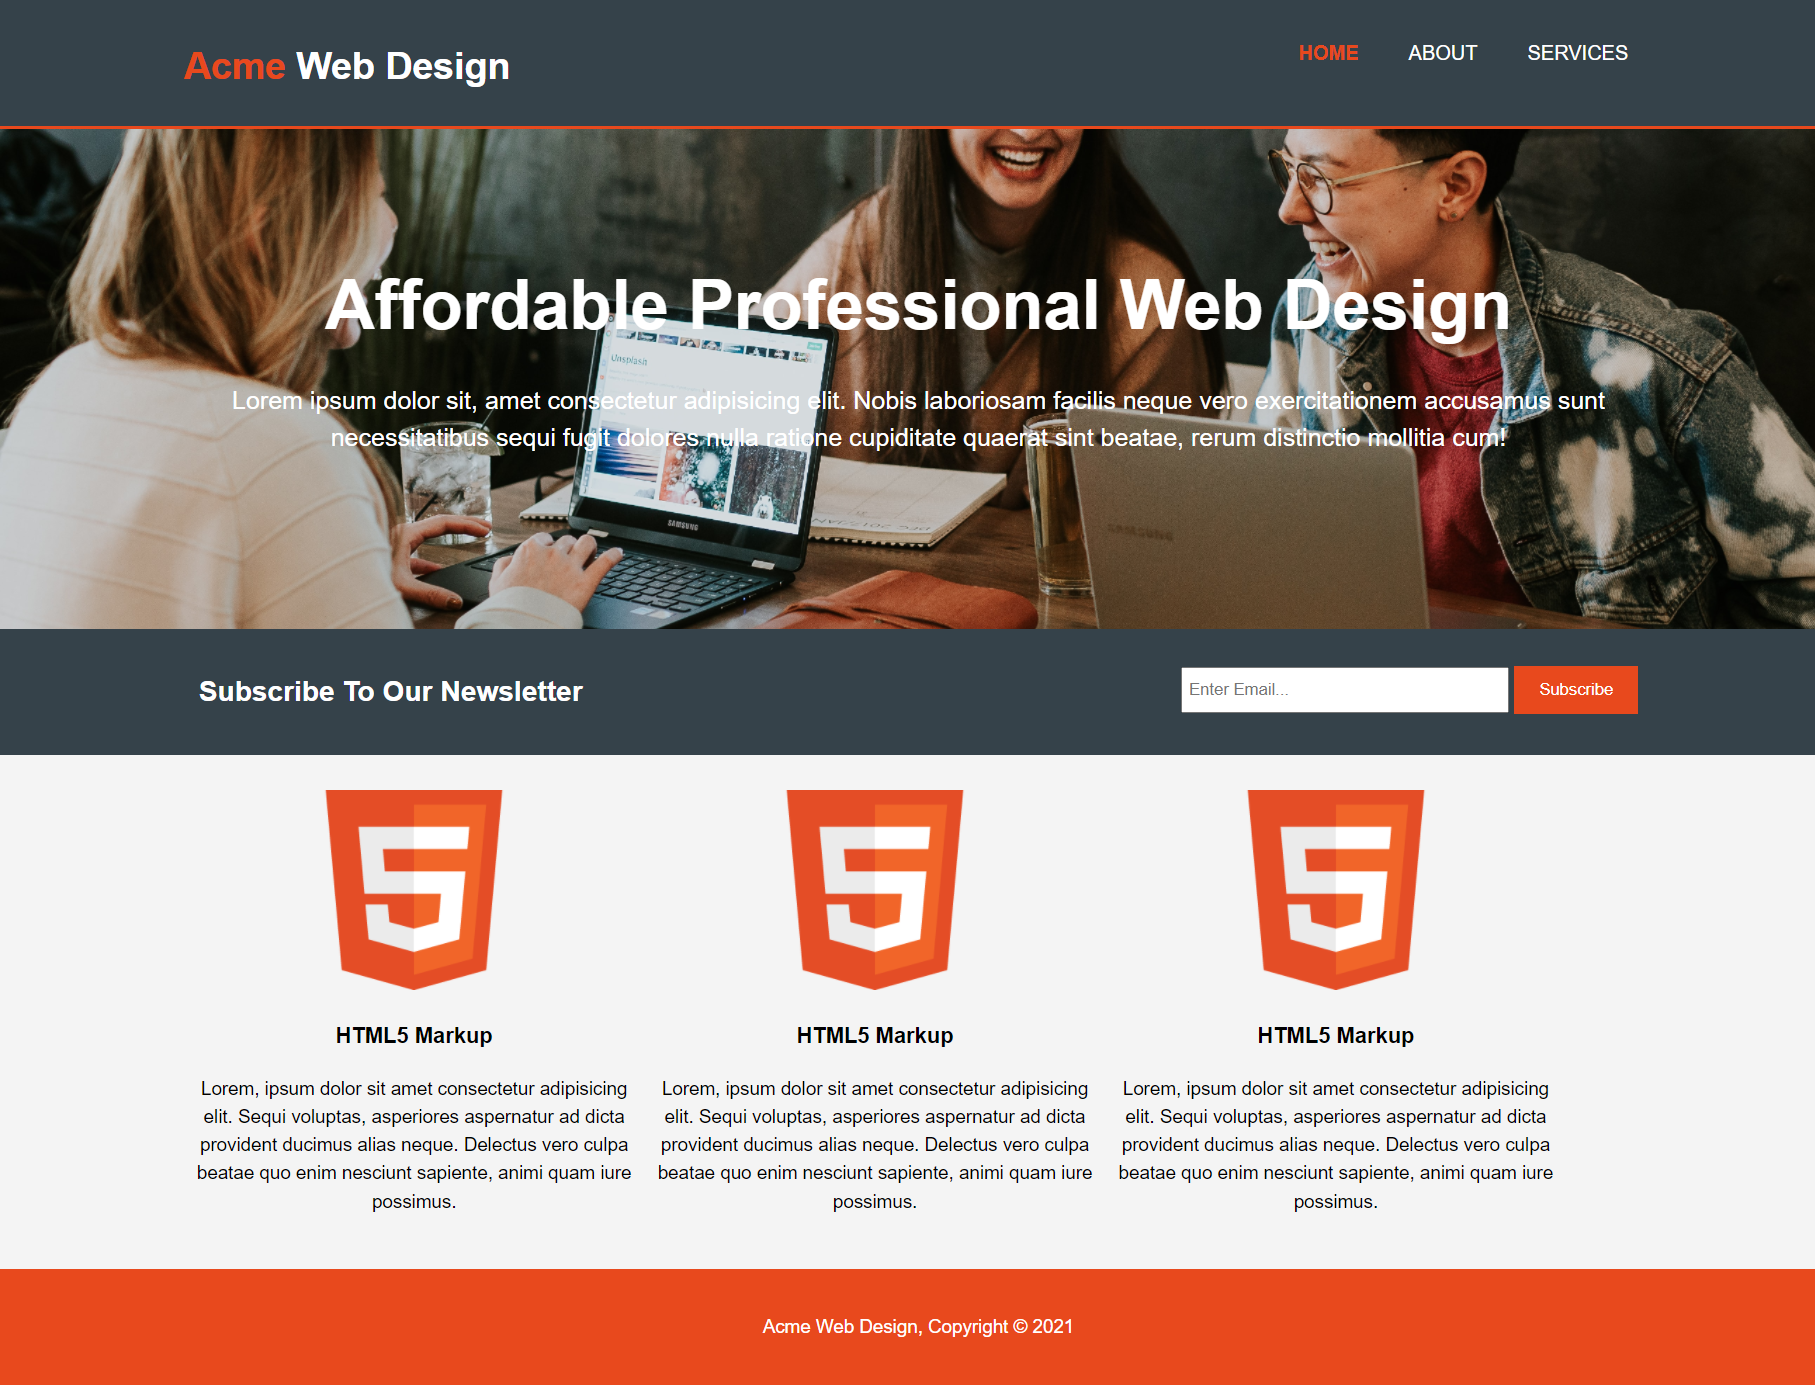 Acme Web Design
HOME ABOUT SERVICES
Affordable Professional Web Design
Lorem ipsum dolor sit, amet consectetur adipisicing elit. Nobis laboriosam facilis neque vero exercitationem accusamus sunt
necessitatibus sequi fugit dolores nulla ratione cupiditate quaerat sint beatae, rerum distinctio mollitia cum!
Unsplash
SAMSUNG
SAMSUNG
Subscribe To Our Newsletter
Enter Email...
Subscribe
HTML5 Markup
Lorem, ipsum dolor sit amet consectetur adipisicing
elit. Sequi voluptas, asperiores aspernatur ad dicta
provident ducimus alias neque. Delectus vero culpa
beatae quo enim nesciunt sapiente, animi quam iure
possimus.
HTML5 Markup
Lorem, ipsum dolor sit amet consectetur adipisicing
elit. Sequi voluptas, asperiores aspernatur ad dicta
provident ducimus alias neque. Delectus vero culpa
beatae quo enim nesciunt sapiente, animi quam iure
possimus.
HTML5 Markup
Lorem, ipsum dolor sit amet consectetur adipisicing
elit. Sequi voluptas, asperiores aspernatur ad dicta
provident ducimus alias neque. Delectus vero culpa
beatae quo enim nesciunt sapiente, animi quam iure
possimus.
Acme Web Design, Copyright © 2021